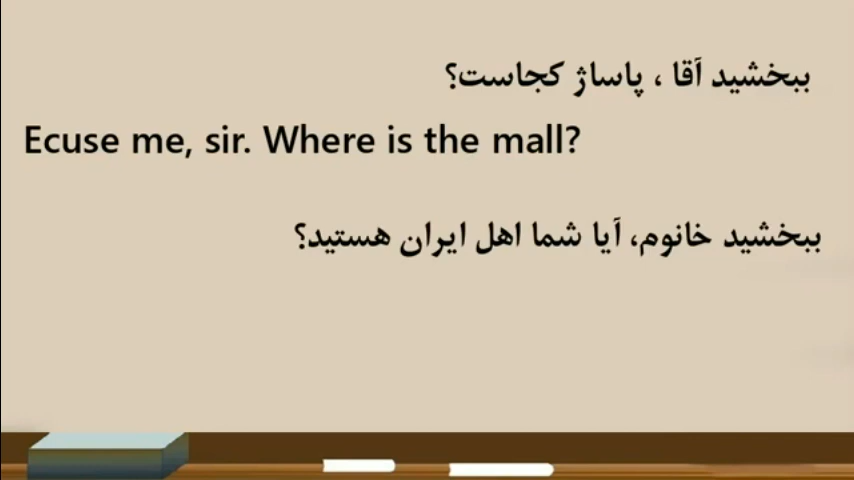 ببخشید آقا ، پاساژ کجاست؟
Ecuse me, sir. Where is the mall?
ببخشید خانوم، آیا شما اهل ایران هستید؟